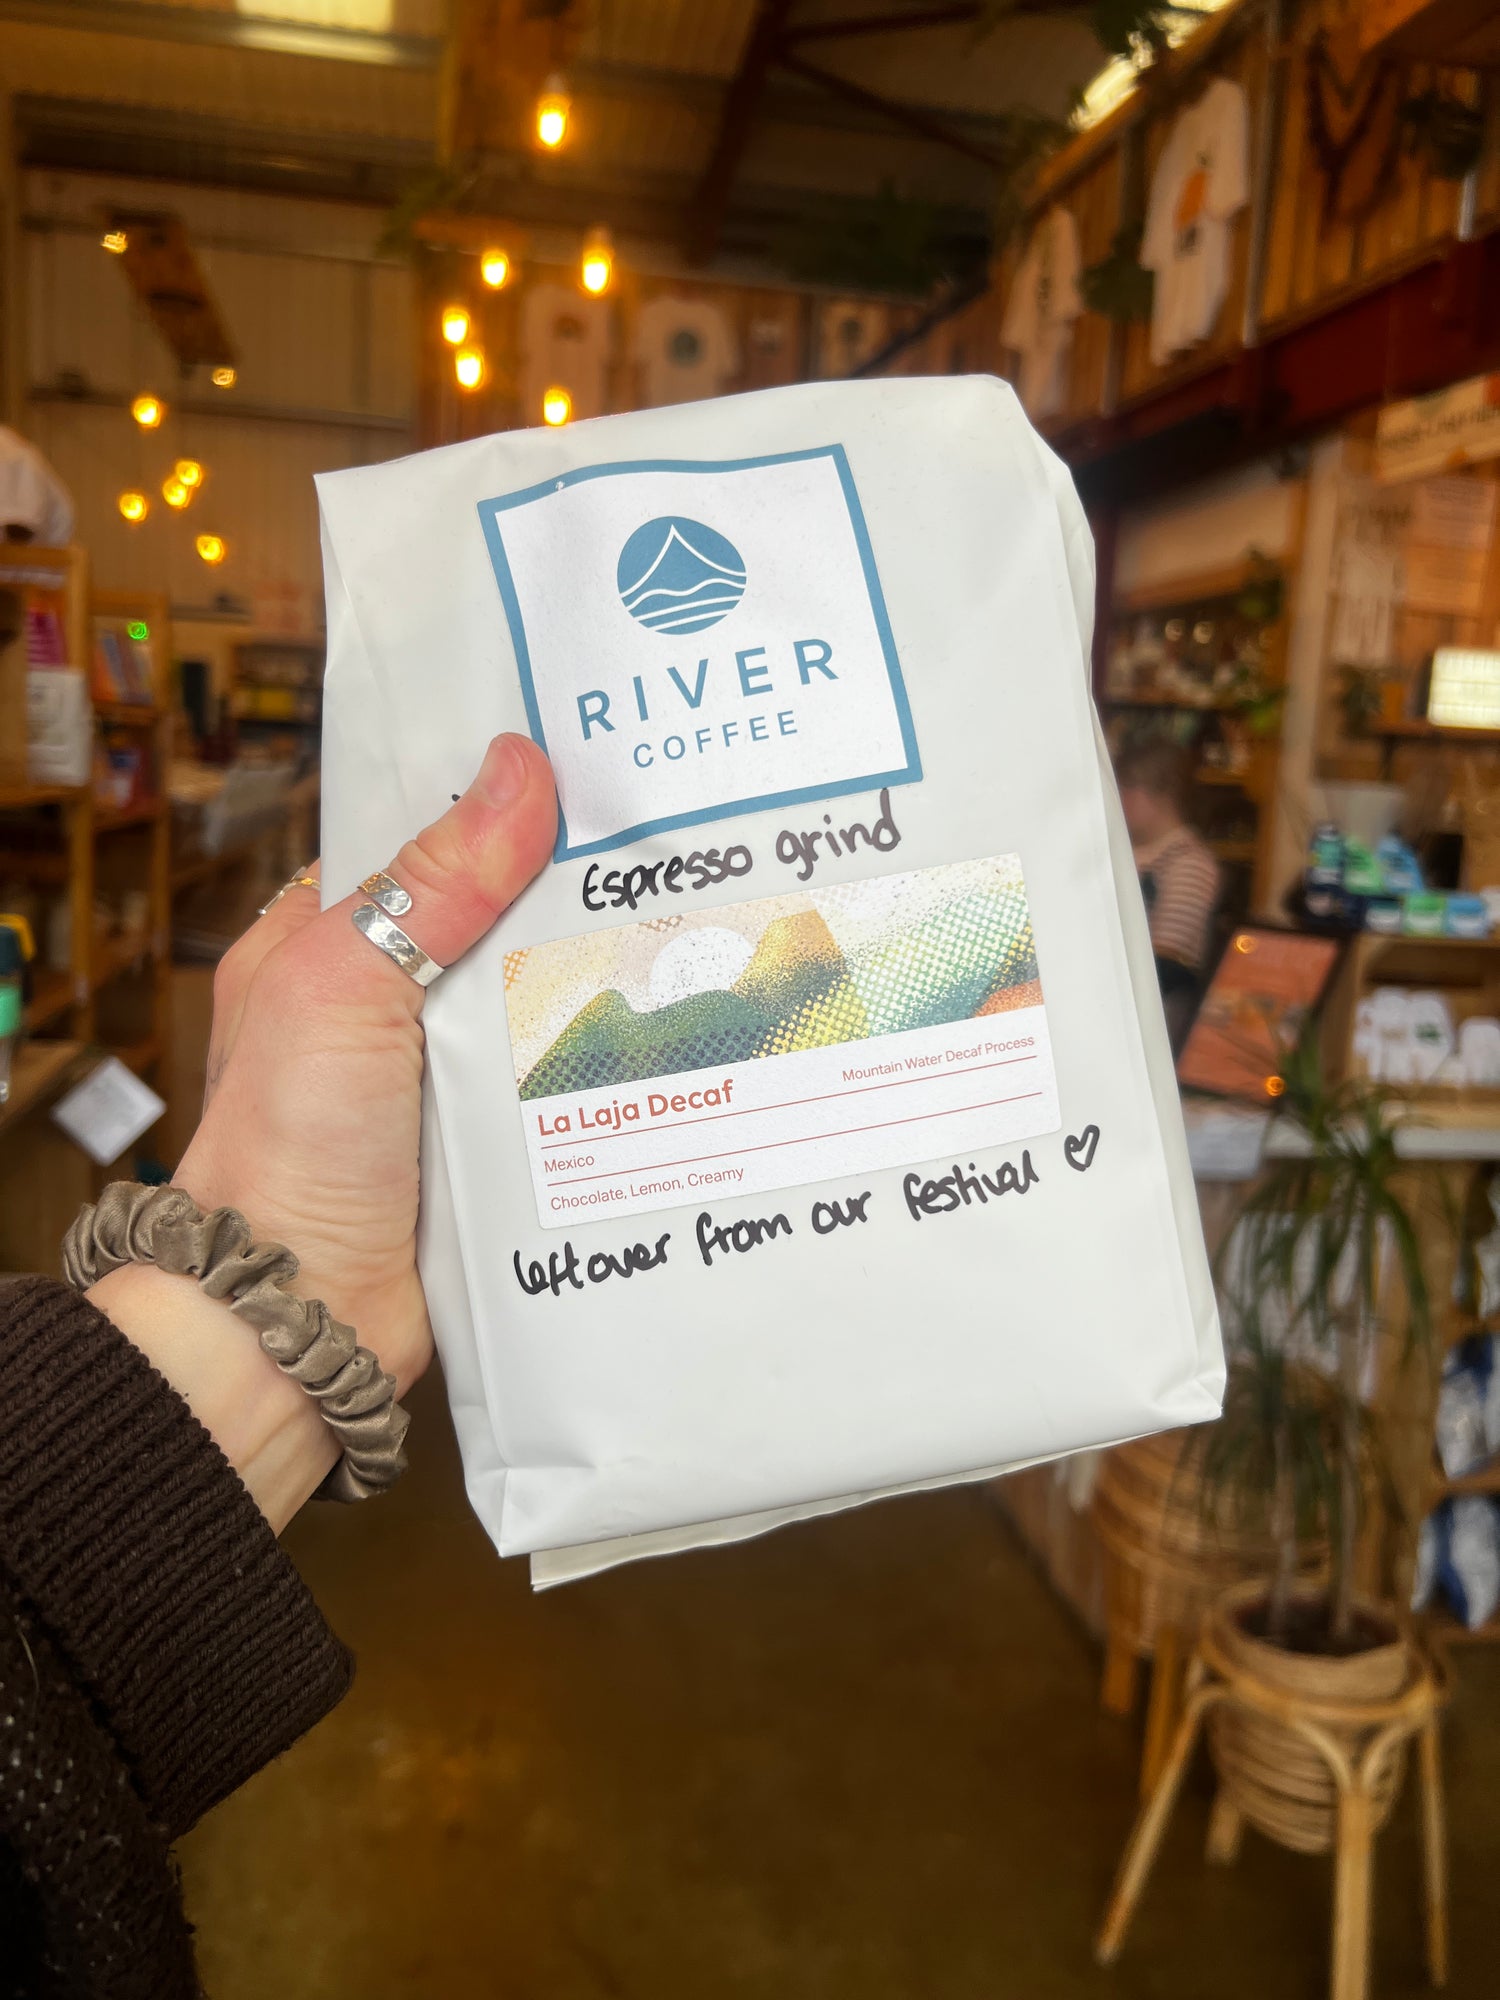 RIVER
COFFEE
Espresso grind
La Laja Decaf
Mountain Water Decaf Process
Mexico
Chocolate, Lemon, Creamy
leftover from our festival ♡